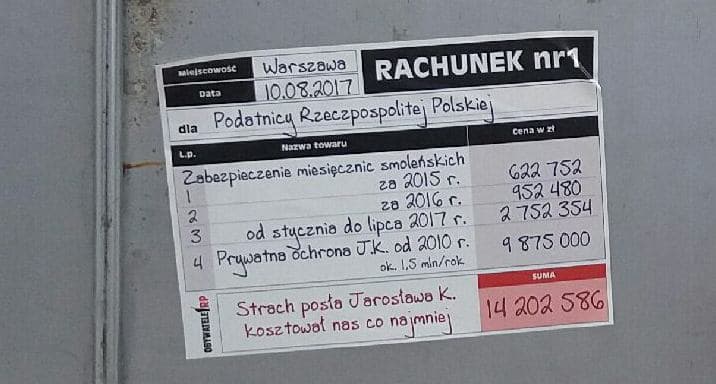 Miejscowość Warszawa
RACHUNEK nr1
Data 10.08.2017
dla Podatnicy Rzeczpospolitej Polskiej
L.p. Nazwa towaru Cena w zł
Zabezpieczenie miesięcznic smoleńskich
1 za 2015 r. 622 752
2 za 2016 r. 952 480
3 od stycznia do lipca 2017 r. 2 752 354
4 Prywatna ochrona J.K. od 2010 r. 9 875 000
ok. 1,5 mln/rok
SUMA
Strach posła Jarosława K.
kosztował nas co najmniej
14 202 586
OBYWATELE RP